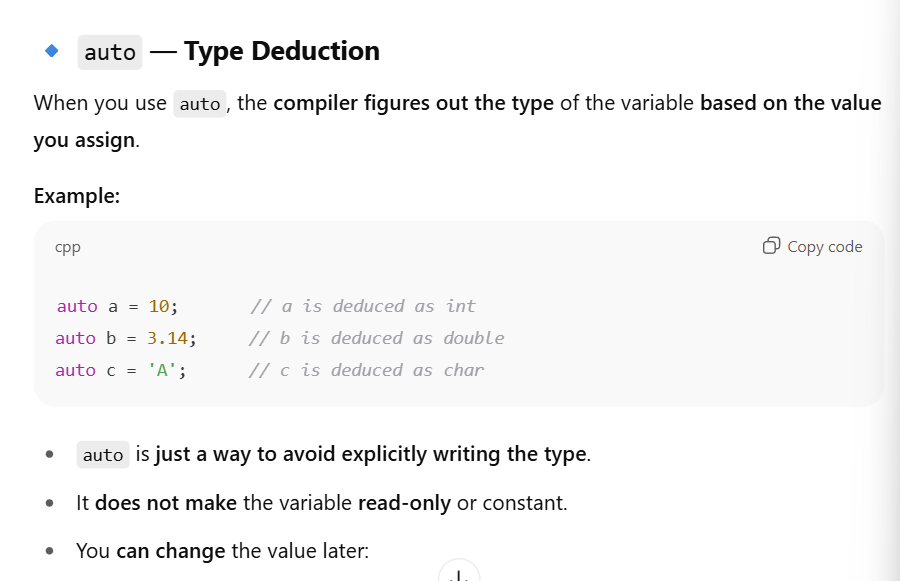 auto — Type Deduction
When you use auto, the compiler figures out the type of the variable based on the value
you assign.
Example:
cpp Copy code
auto a = 10; // a is deduced as int
auto b = 3.14; // b is deduced as double
auto c = 'A'; // c is deduced as char
• auto is just a way to avoid explicitly writing the type.
• It does not make the variable read-only or constant.
• You can change the value later: